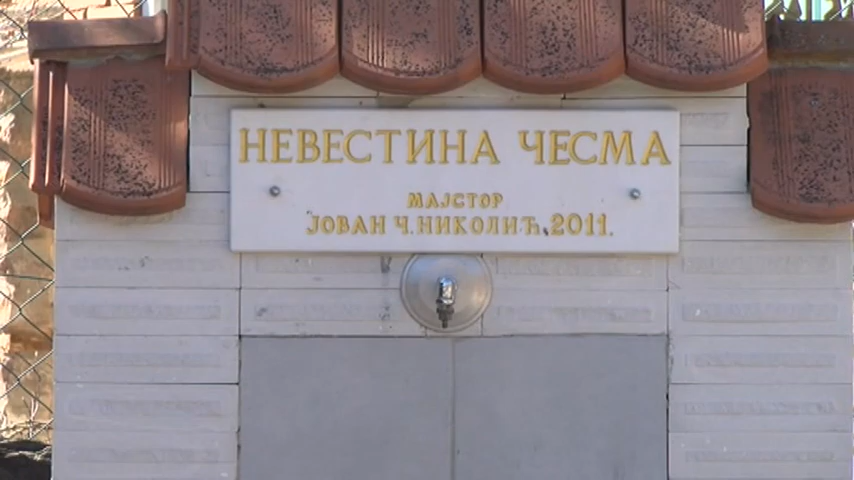 НЕВЕСТИНА ЧЕСМА
МАЈСТОР
ЈОВАН Ч. НИКОЛИЋ, 2011.